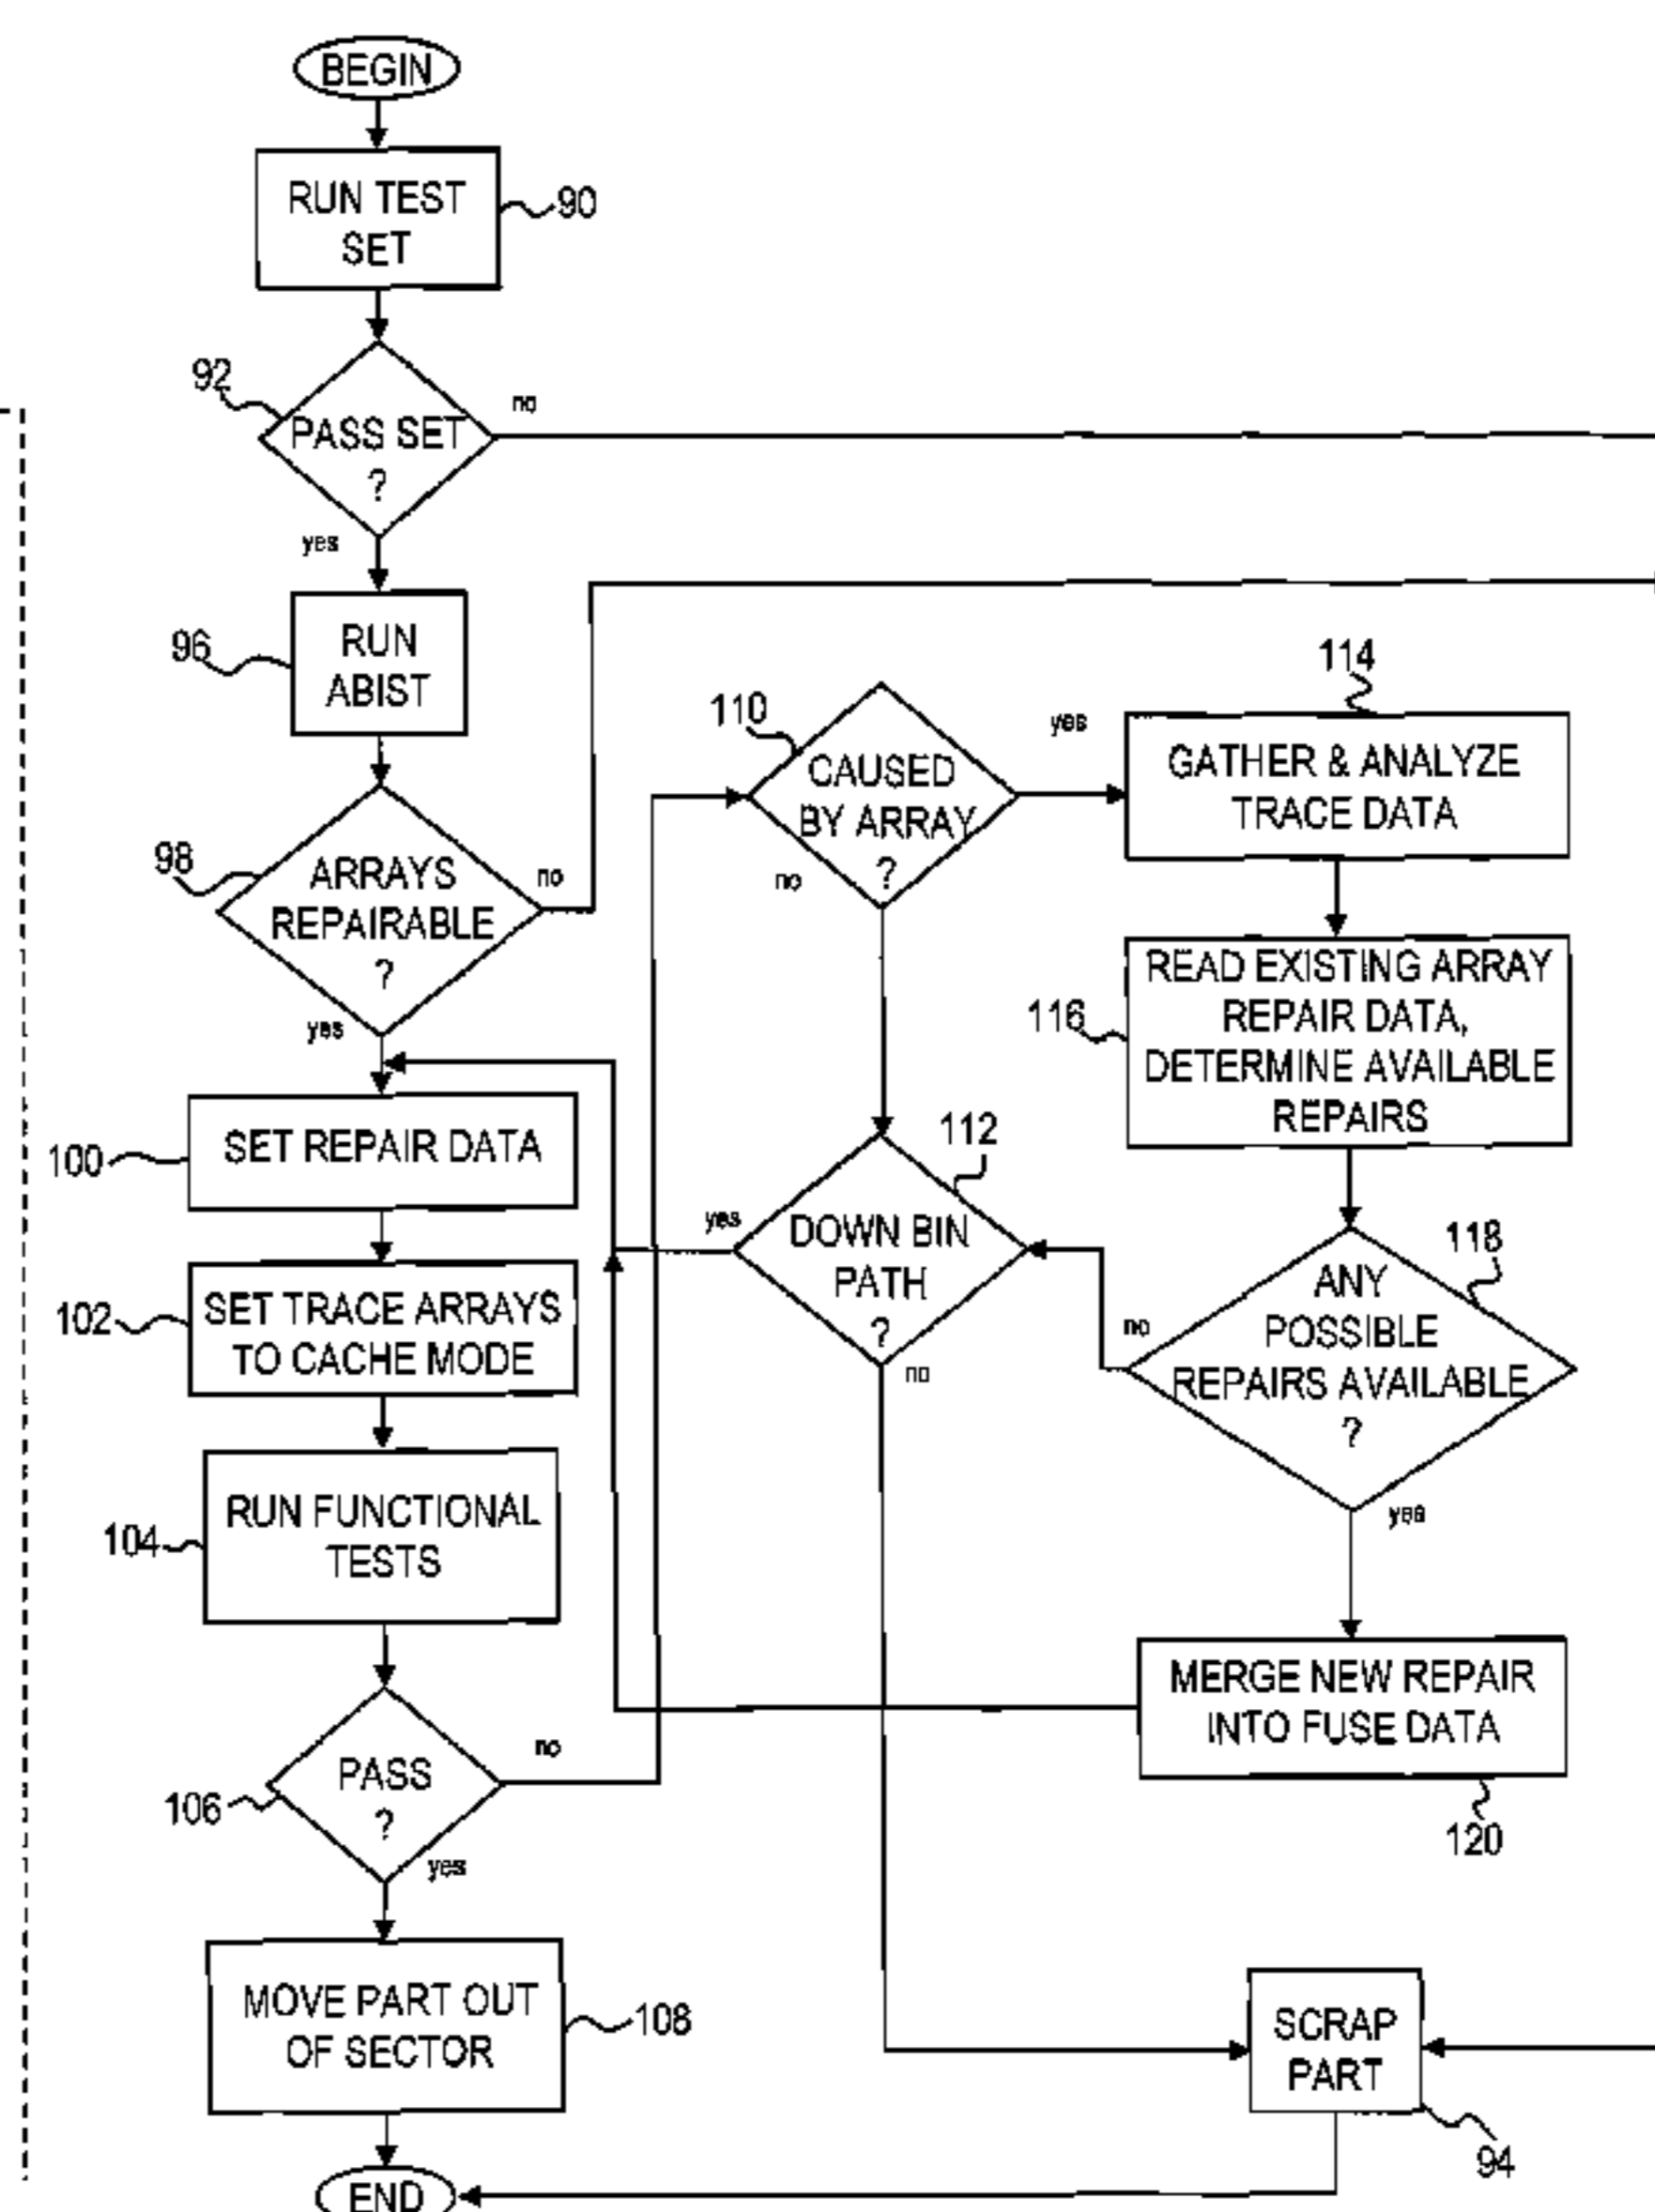 BEGIN
RUN TEST
SET
90
92
PASS SET
?
no
yes
96
RUN
ABIST
98
ARRAYS
REPAIRABLE
?
no
yes
100
SET REPAIR DATA
102
SET TRACE ARRAYS
TO CACHE MODE
104
RUN FUNCTIONAL
TESTS
106
PASS
?
no
yes
MOVE PART OUT
OF SECTOR
108
END
110
CAUSED
BY ARRAY
?
yes
no
114
GATHER & ANALYZE
TRACE DATA
116
READ EXISTING ARRAY
REPAIR DATA,
DETERMINE AVAILABLE
REPAIRS
112
DOWN BIN
PATH
?
yes
no
118
ANY
POSSIBLE
REPAIRS AVAILABLE
?
no
yes
MERGE NEW REPAIR
INTO FUSE DATA
120
SCRAP
PART
94